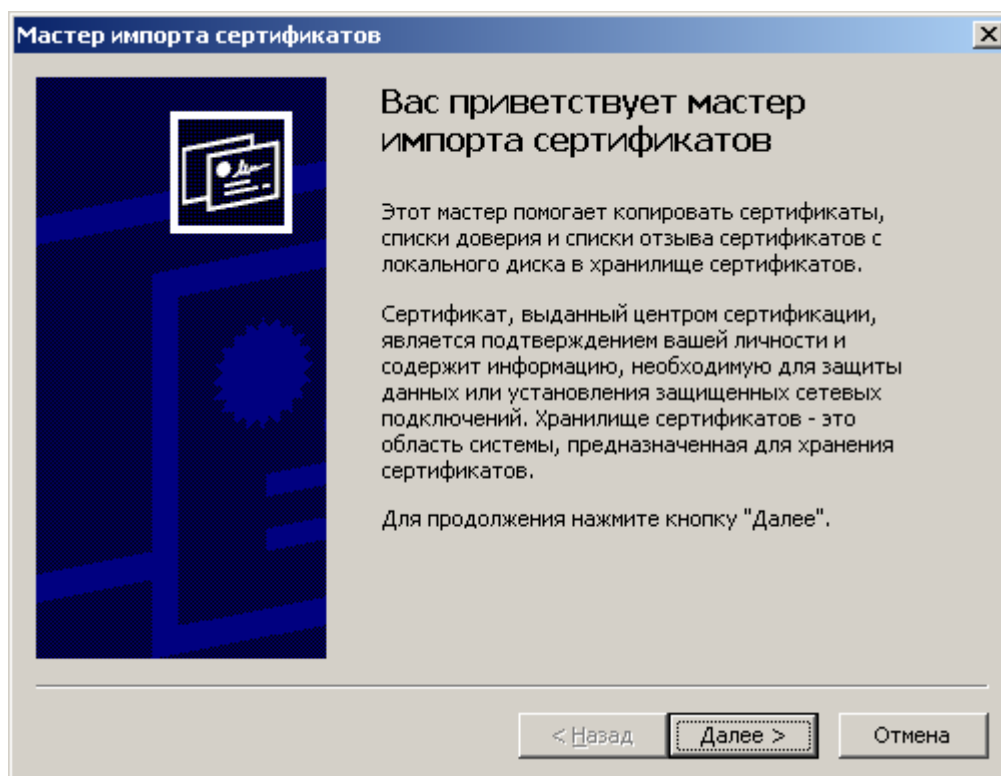 Мастер импорта сертификатов
Вас приветствует мастер
импорта сертификатов
Этот мастер помогает копировать сертификаты,
списки доверия и списки отзыва сертификатов с
локального диска в хранилище сертификатов.
Сертификат, выданный центром сертификации,
является подтверждением вашей личности и
содержит информацию, необходимую для защиты
данных или установления защищенных сетевых
подключений. Хранилище сертификатов - это
область системы, предназначенная для хранения
сертификатов.
Для продолжения нажмите кнопку "Далее".
< Назад Далее > Отмена